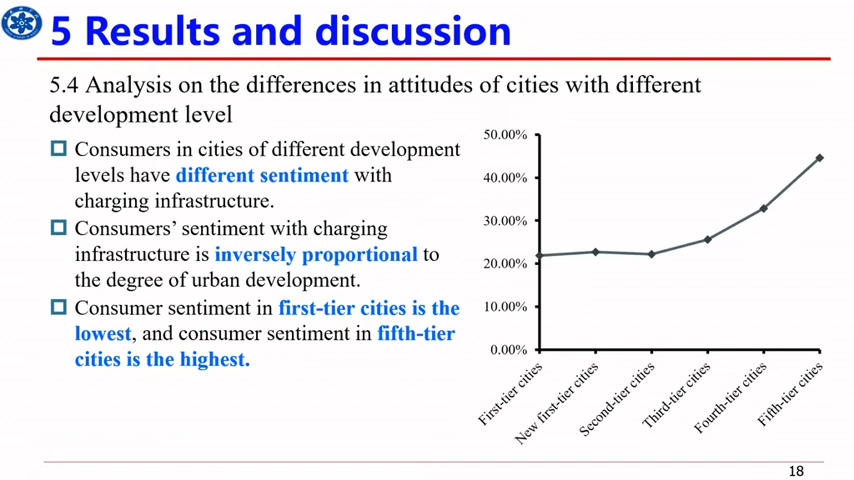 5 Results and discussion
5.4 Analysis on the differences in attitudes of cities with different
development level
Consumers in cities of different development
levels have different sentiment with
charging infrastructure.
Consumers’ sentiment with charging
infrastructure is inversely proportional to
the degree of urban development.
Consumer sentiment in first-tier cities is the
lowest, and consumer sentiment in fifth-tier
cities is the highest.
50.00%
40.00%
30.00%
20.00%
10.00%
0.00%
First-tier cities
New first-tier cities
Second-tier cities
Third-tier cities
Fourth-tier cities
Fifth-tier cities
18